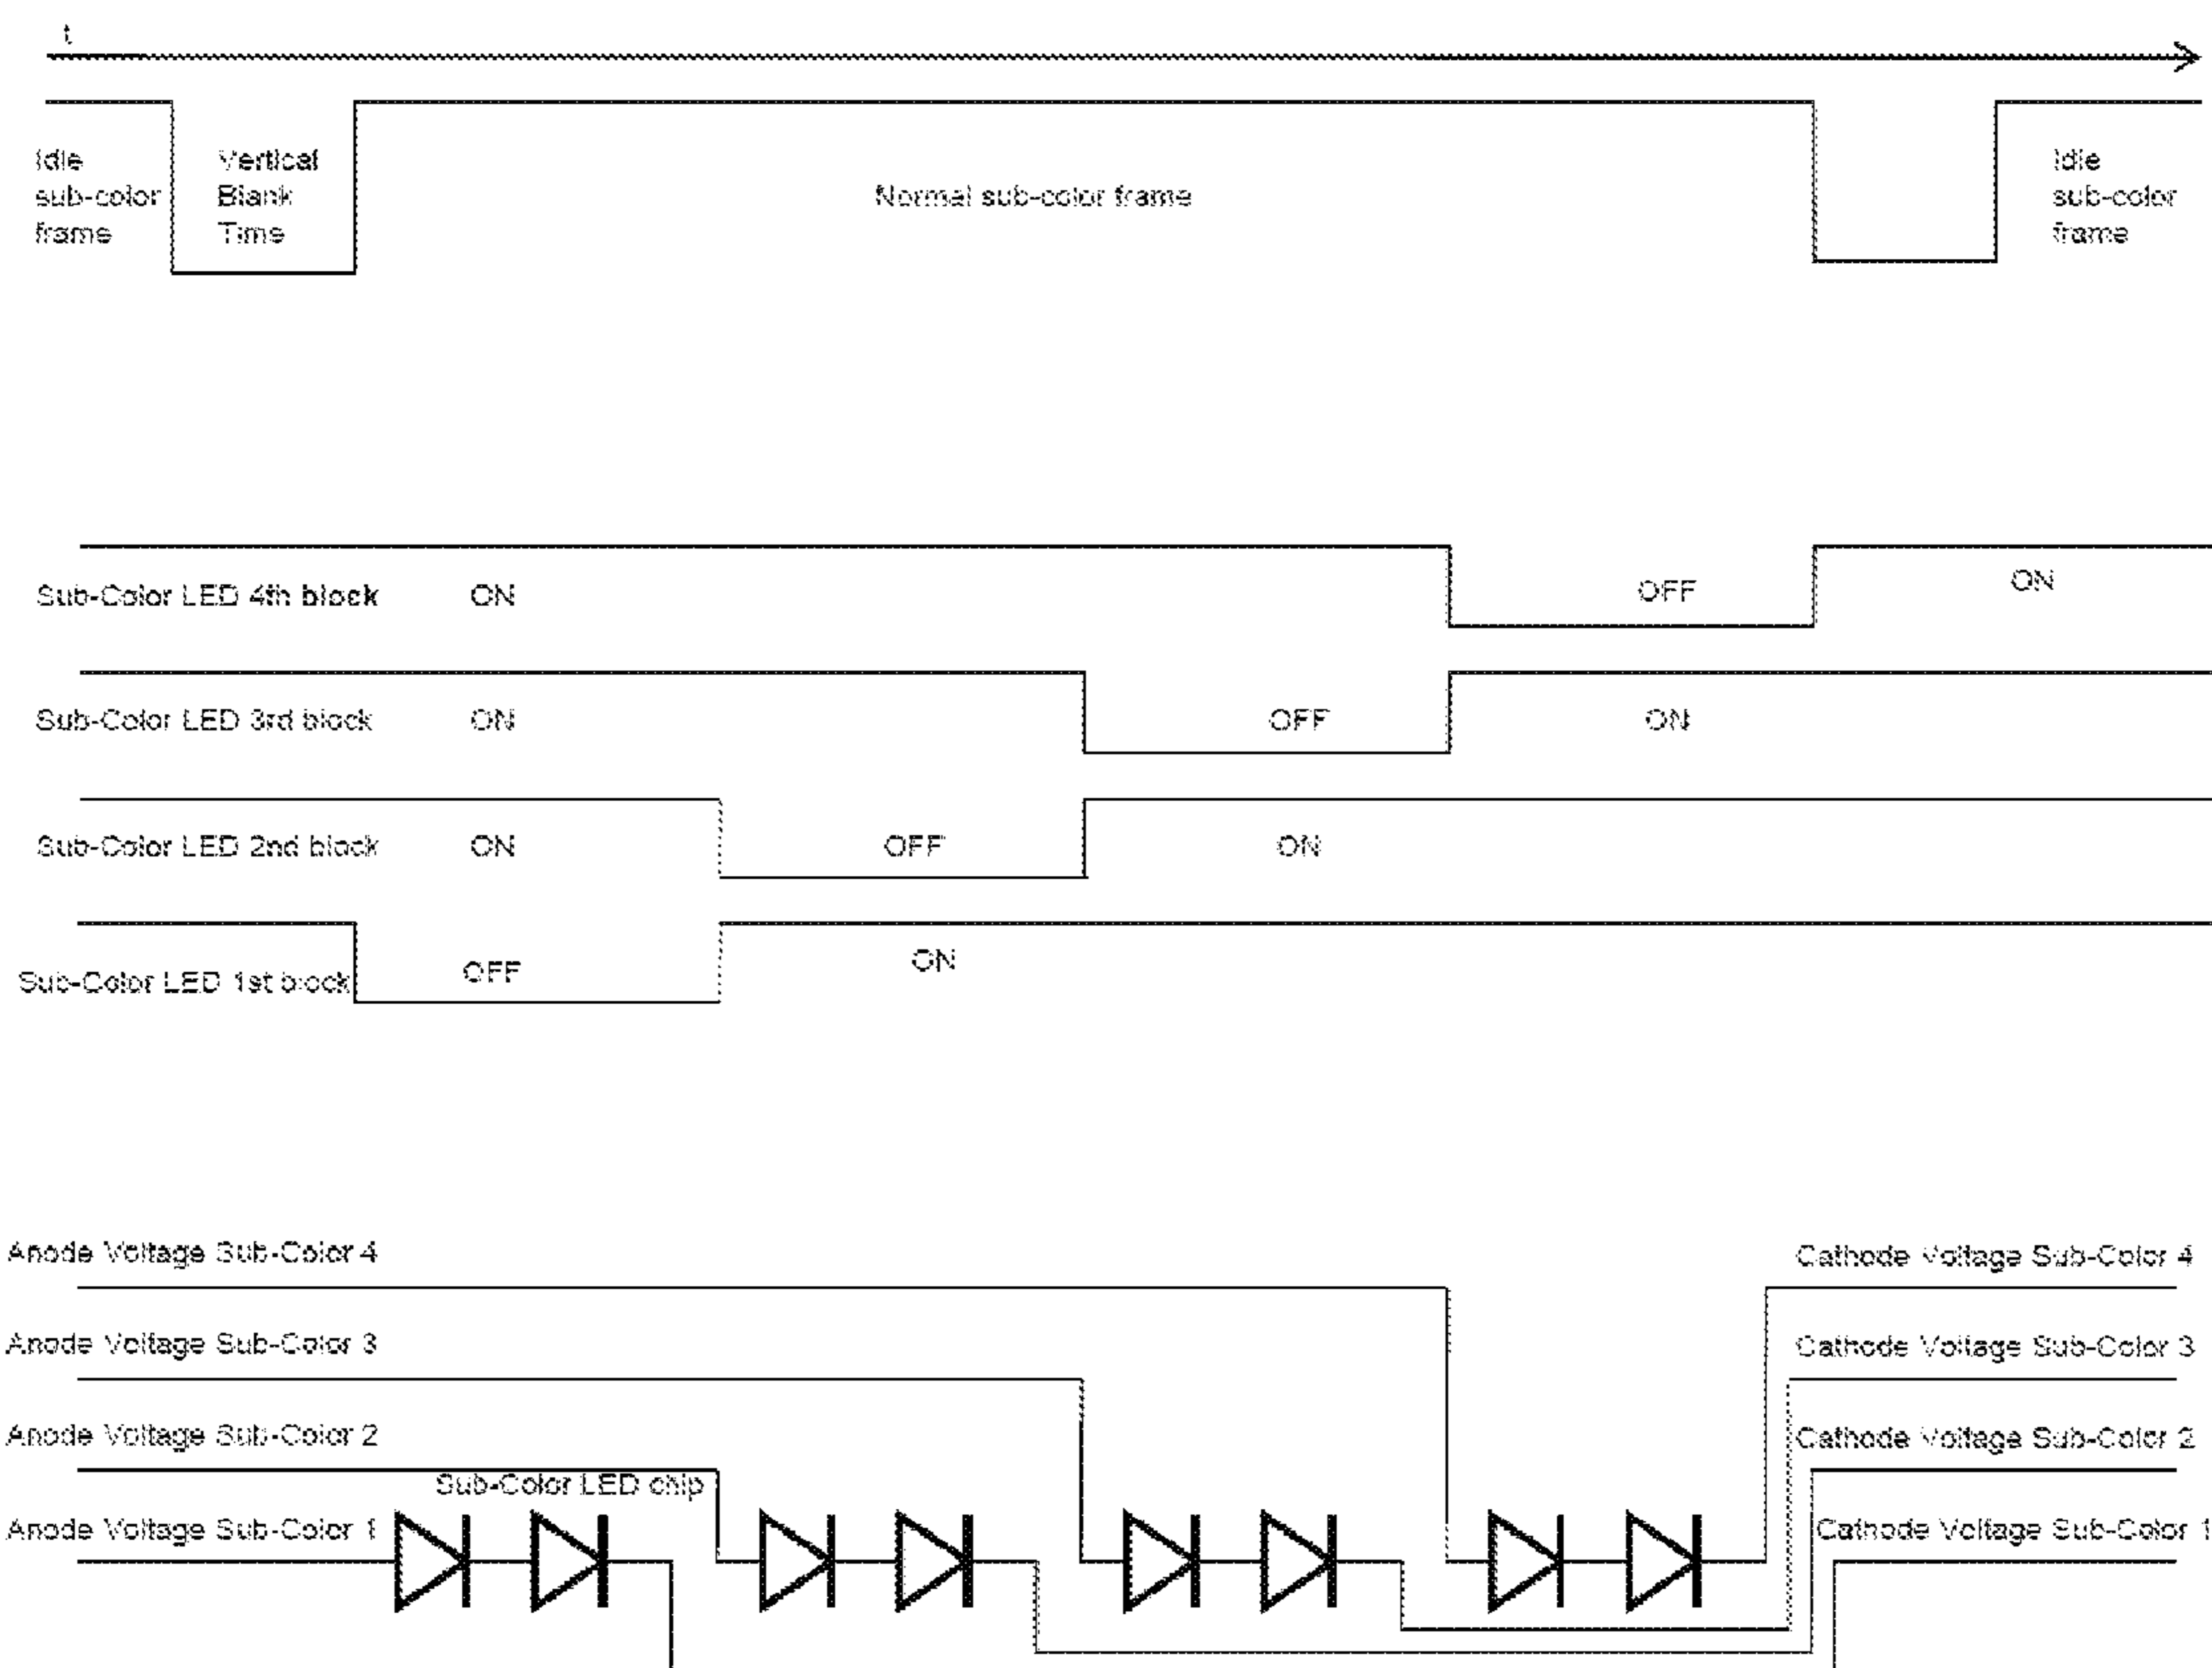 t
Idle
sub-color
frame
Vertical
Blank
Time
Normal sub-color frame
Idle
sub-color
frame
Sub-Color LED 4th block ON OFF ON
Sub-Color LED 3rd block ON OFF ON
Sub-Color LED 2nd block ON OFF ON
Sub-Color LED 1st block OFF ON
Anode Voltage Sub-Color 4
Cathode Voltage Sub-Color 4
Anode Voltage Sub-Color 3
Cathode Voltage Sub-Color 3
Anode Voltage Sub-Color 2
Cathode Voltage Sub-Color 2
Sub-Color LED chip
Anode Voltage Sub-Color 1
Cathode Voltage Sub-Color 1